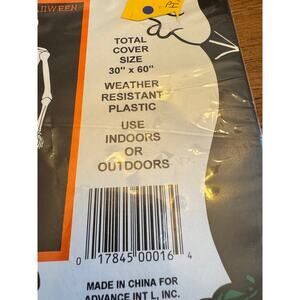 TOTAL
COVER
SIZE
30" x 60"
WEATHER
RESISTANT
PLASTIC
USE
INDOORS
OR
OUTDOORS
0 17845 00016 4
MADE IN CHINA FOR
ADVANCE INT L, INC.